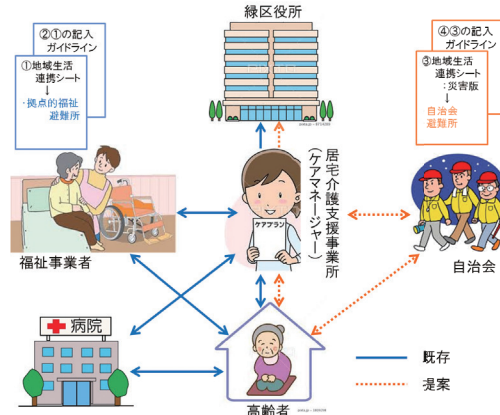 緑区役所
②①の記入
ガイドライン
①地域生活
連携シート
↓
・拠点的福祉
避難所
④③の記入
ガイドライン
③地域生活
連携シート
:災害版
↓
自治会
避難所
ケアプラン
居宅介護支援事業所
(ケアマネージャー)
福祉事業者
自治会
病院
高齢者
既存
提案